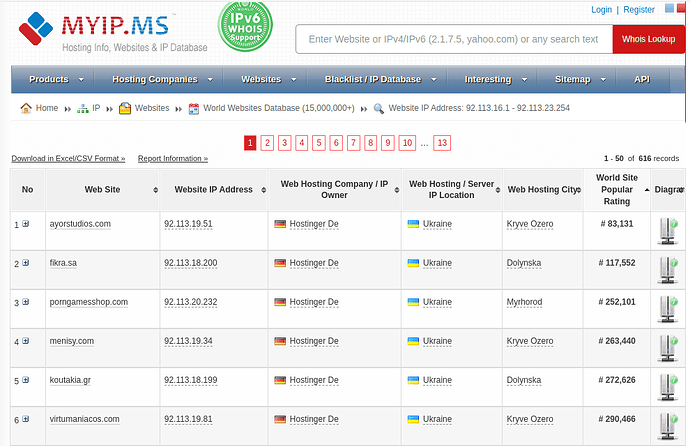 Login | Register
MYIP.MS
Hosting Info, Websites & IP Database
WORLD
IPv6
WHOIS
Support
Enter Website or IPv4/IPv6 (2.1.7.5, yahoo.com) or any search text
Whois Lookup
Products Hosting Companies Websites Blacklist / IP Database Interesting Sitemap API
Home IP Websites World Websites Database (15,000,000+) Website IP Address: 92.113.16.1 - 92.113.23.254
1 2 3 4 5 6 7 8 9 10 ... 13
Download in Excel/CSV Format » Report Information » 1 - 50 of 616 records
No Web Site Website IP Address Web Hosting Company / IP Owner Web Hosting / Server IP Location Web Hosting City World Site Popular Rating Diagram
1 ayorstudios.com 92.113.19.51 Hostinger De Ukraine Kryve Ozero # 83,131
2 fikra.sa 92.113.18.200 Hostinger De Ukraine Dolynska # 117,552
3 porngamesshop.com 92.113.20.232 Hostinger De Ukraine Myrhorod # 252,101
4 menisy.com 92.113.19.34 Hostinger De Ukraine Kryve Ozero # 263,440
5 koutakia.gr 92.113.18.199 Hostinger De Ukraine Dolynska # 272,626
6 virtumaniacos.com 92.113.19.81 Hostinger De Ukraine Kryve Ozero # 290,466